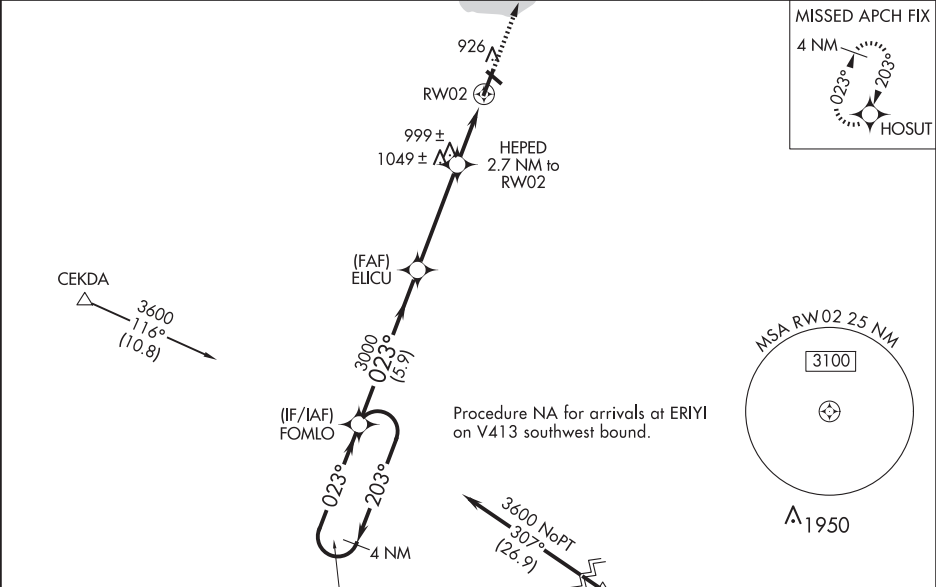 MISSED APCH FIX
4 NM
023°
203°
HOSUT
926
RW02
999 ±
1049 ±
HEPED
2.7 NM to
RW02
(FAF)
ELICU
CEKDA
3600
116°
(10.8)
3000
023°
(5.9)
MSA RW02 25 NM
3100
(IF/IAF)
FOMLO
Procedure NA for arrivals at ERIYI
on V413 southwest bound.
023°
203°
4 NM
3600 NoPT
307°
(26.9)
1950